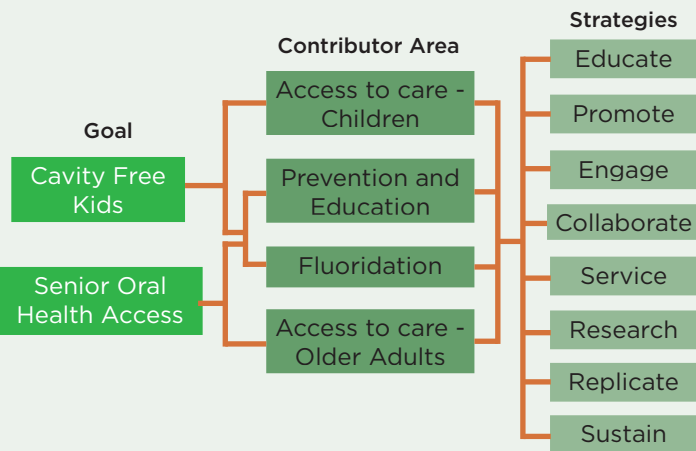 Goal
Cavity Free
Kids
Senior Oral
Health Access
Contributor Area
Access to care -
Children
Prevention and
Education
Fluoridation
Access to care -
Older Adults
Strategies
Educate
Promote
Engage
Collaborate
Service
Research
Replicate
Sustain